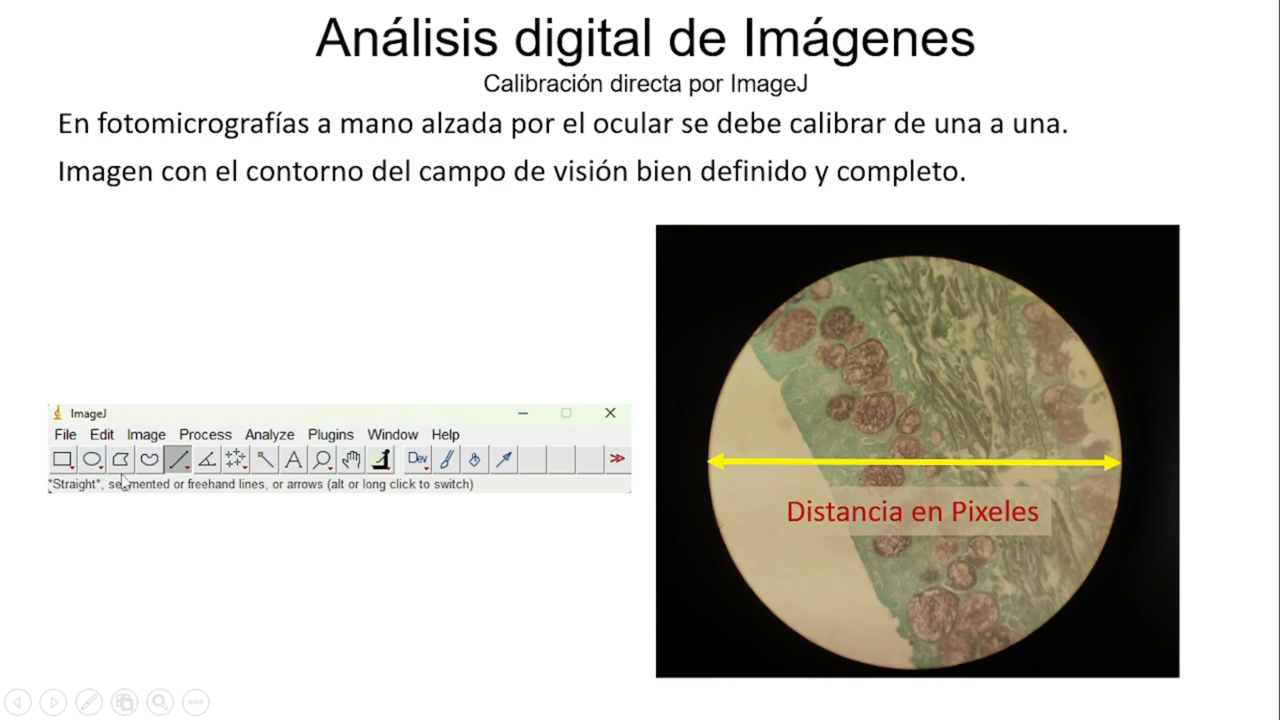 Análisis digital de Imágenes
Calibración directa por ImageJ
En fotomicrografías a mano alzada por el ocular se debe calibrar de una a una.
Imagen con el contorno del campo de visión bien definido y completo.
ImageJ
File Edit Image Process Analyze Plugins Window Help
A Dev
*Straight*, segmented or freehand lines, or arrows (alt or long click to switch)
Distancia en Pixeles